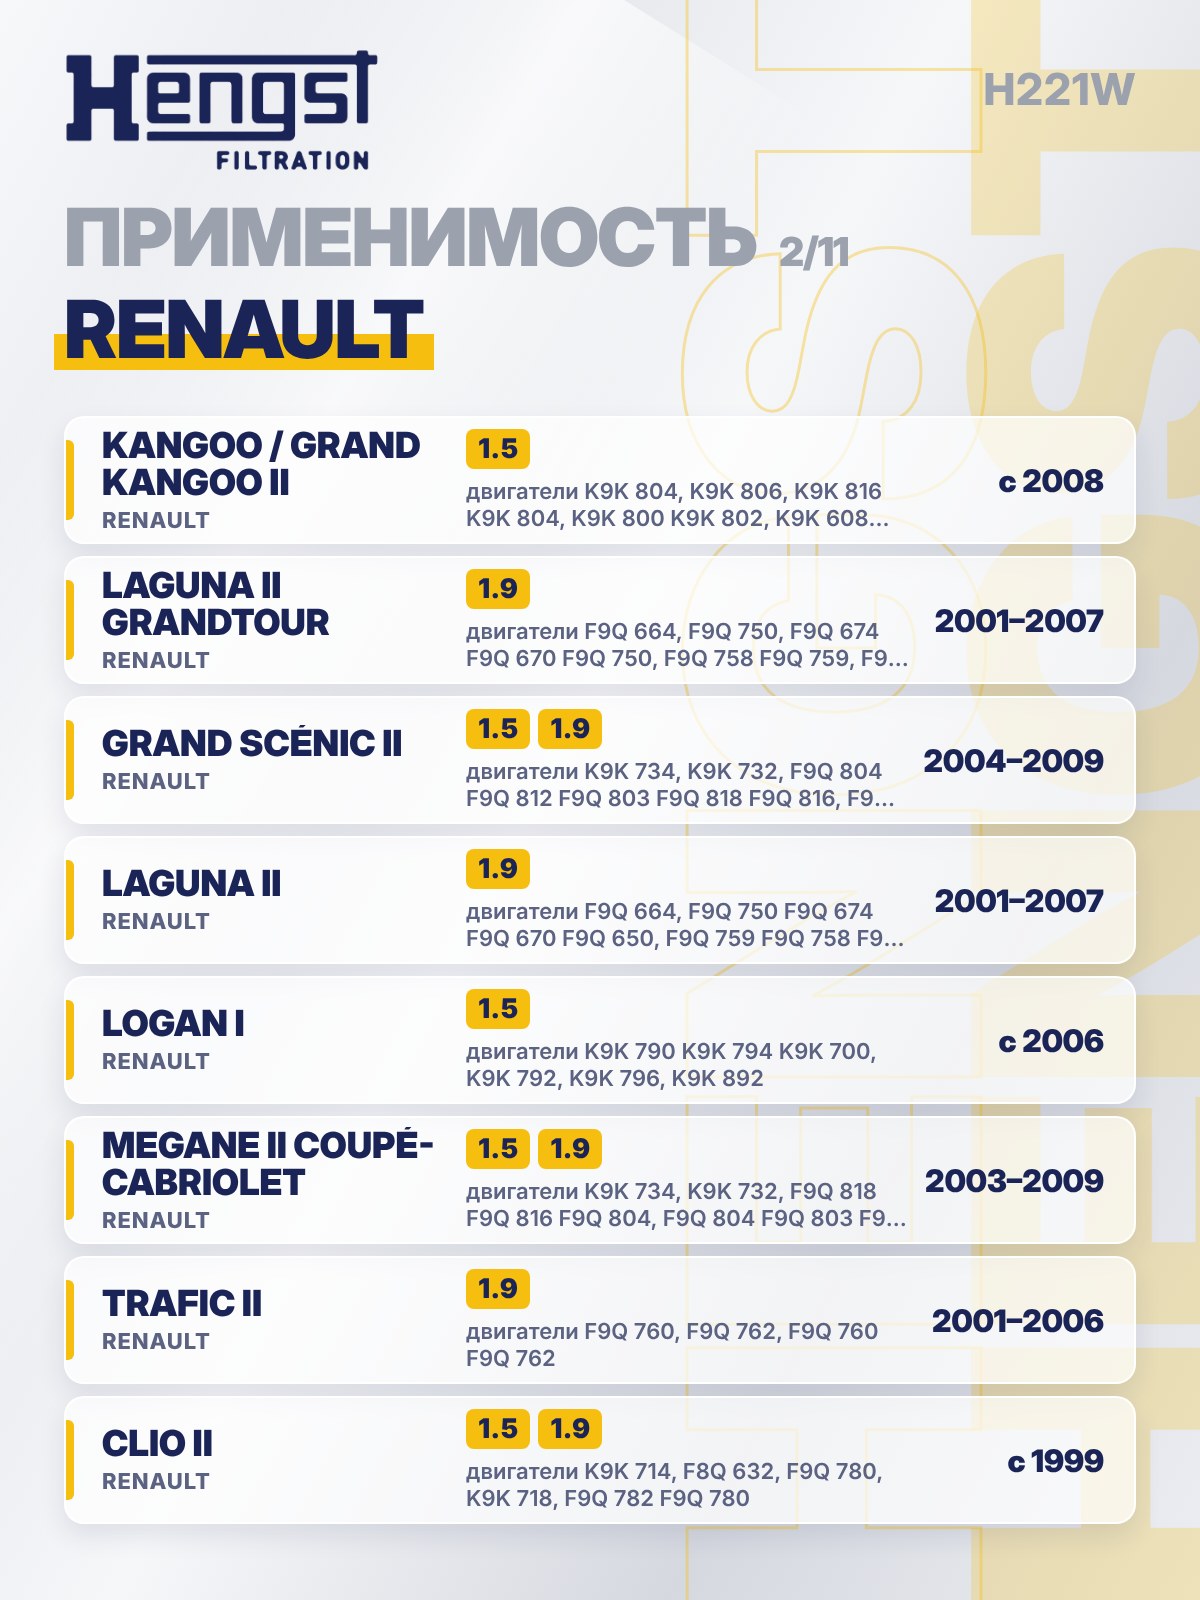 Hengst
FILTRATION
H221W
ПРИМЕНИМОСТЬ 2/11
RENAULT
KANGOO / GRAND
KANGOO II
RENAULT
1.5
двигатели K9K 804, K9K 806, K9K 816
K9K 804, K9K 800 K9K 802, K9K 608...
с 2008
LAGUNA II
GRANDTOUR
RENAULT
1.9
двигатели F9Q 664, F9Q 750, F9Q 674
F9Q 670 F9Q 750, F9Q 758 F9Q 759, F9...
2001–2007
GRAND SCÉNIC II
RENAULT
1.5 1.9
двигатели K9K 734, K9K 732, F9Q 804
F9Q 812 F9Q 803 F9Q 818 F9Q 816, F9...
2004–2009
LAGUNA II
RENAULT
1.9
двигатели F9Q 664, F9Q 750 F9Q 674
F9Q 670 F9Q 650, F9Q 759 F9Q 758 F9...
2001–2007
LOGAN I
RENAULT
1.5
двигатели K9K 790 K9K 794 K9K 700,
K9K 792, K9K 796, K9K 892
с 2006
MEGANE II COUPÉ-
CABRIOLET
RENAULT
1.5 1.9
двигатели K9K 734, K9K 732, F9Q 818
F9Q 816 F9Q 804, F9Q 804 F9Q 803 F9...
2003–2009
TRAFIC II
RENAULT
1.9
двигатели F9Q 760, F9Q 762, F9Q 760
F9Q 762
2001–2006
CLIO II
RENAULT
1.5 1.9
двигатели K9K 714, F8Q 632, F9Q 780,
K9K 718, F9Q 782 F9Q 780
с 1999